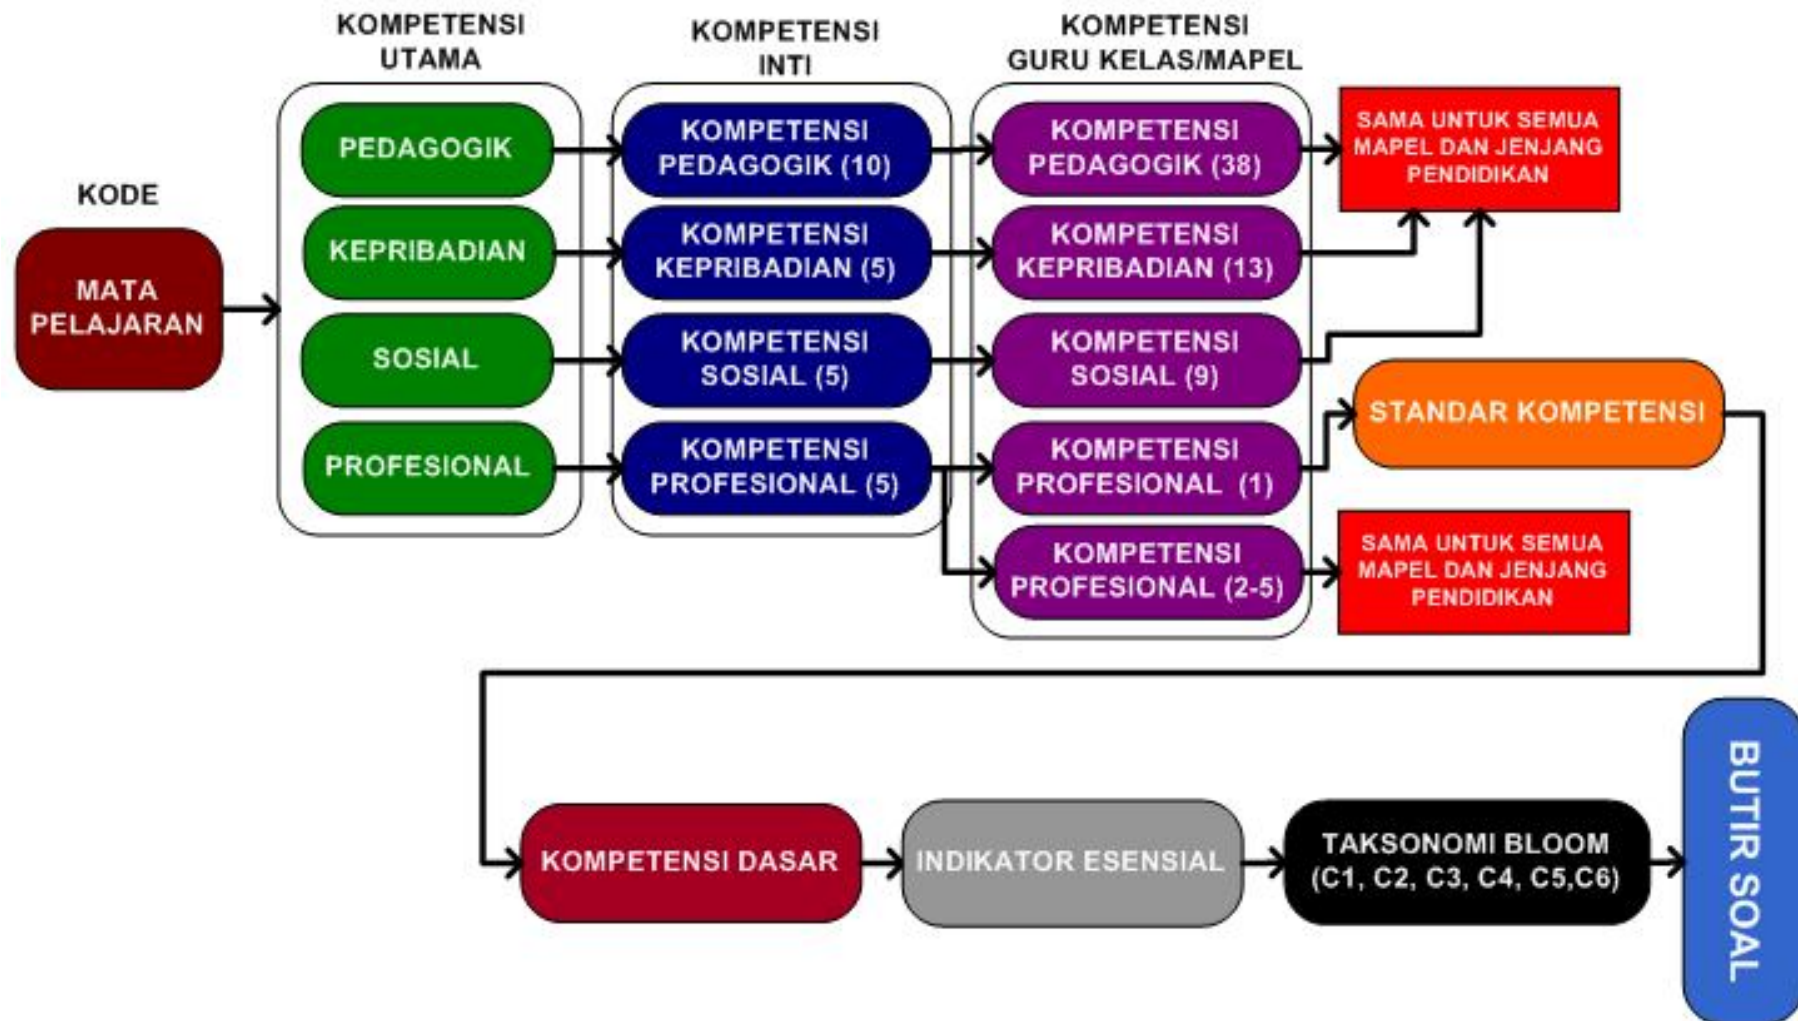 KOMPETENSI
UTAMA
KOMPETENSI
INTI
KOMPETENSI
GURU KELAS/MAPEL
KODE
MATA
PELAJARAN
PEDAGOGIK
KEPRIBADIAN
SOSIAL
PROFESIONAL
KOMPETENSI
PEDAGOGIK (10)
KOMPETENSI
KEPRIBADIAN (5)
KOMPETENSI
SOSIAL (5)
KOMPETENSI
PROFESIONAL (5)
KOMPETENSI
PEDAGOGIK (38)
KOMPETENSI
KEPRIBADIAN (13)
KOMPETENSI
SOSIAL (9)
KOMPETENSI
PROFESIONAL (1)
KOMPETENSI
PROFESIONAL (2-5)
SAMA UNTUK SEMUA
MAPEL DAN JENJANG
PENDIDIKAN
STANDAR KOMPETENSI
SAMA UNTUK SEMUA
MAPEL DAN JENJANG
PENDIDIKAN
KOMPETENSI DASAR
INDIKATOR ESENSIAL
TAKSONOMI BLOOM
(C1, C2, C3, C4, C5,C6)
BUTIR SOAL